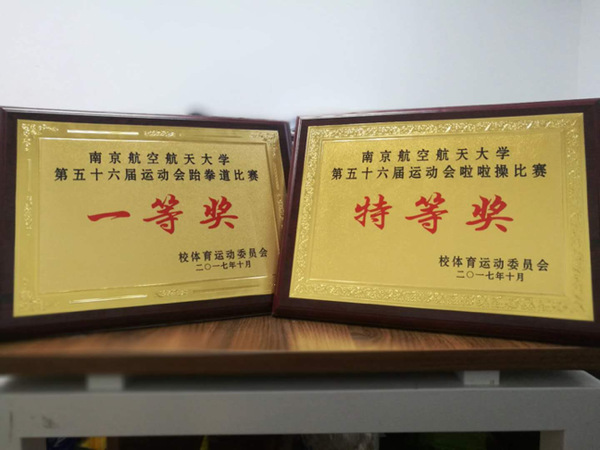 南京航空航天大学
第五十六届运动会跆拳道比赛
一等奖
校体育运动委员会
二〇一七年十月
南京航空航天大学
第五十六届运动会啦啦操比赛
特等奖
校体育运动委员会
二〇一七年十月